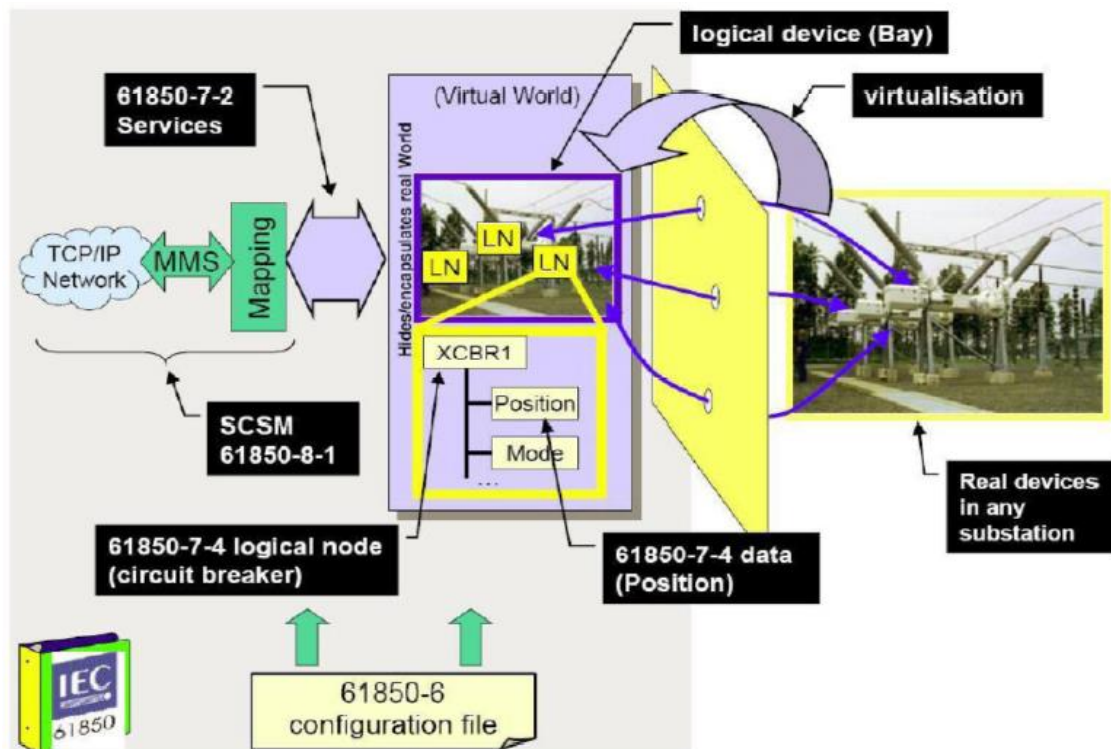 logical device (Bay)
61850-7-2
Services
(Virtual World)
virtualisation
Hides/encapsulates real World
TCP/IP
Network
MMS
Mapping
LN
LN
LN
XCBR1
Position
Mode
...
SCSM
61850-8-1
Real devices
in any
substation
61850-7-4 logical node
(circuit breaker)
61850-7-4 data
(Position)
61850-6
configuration file
IEC
61850